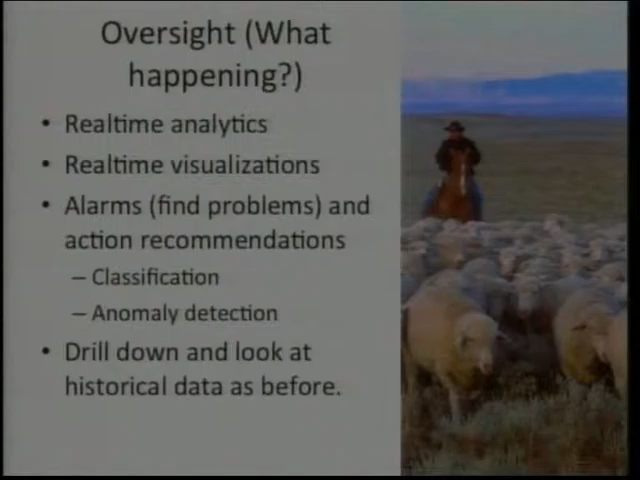 Oversight (What
happening?)
• Realtime analytics
• Realtime visualizations
• Alarms (find problems) and
action recommendations
– Classification
– Anomaly detection
• Drill down and look at
historical data as before.